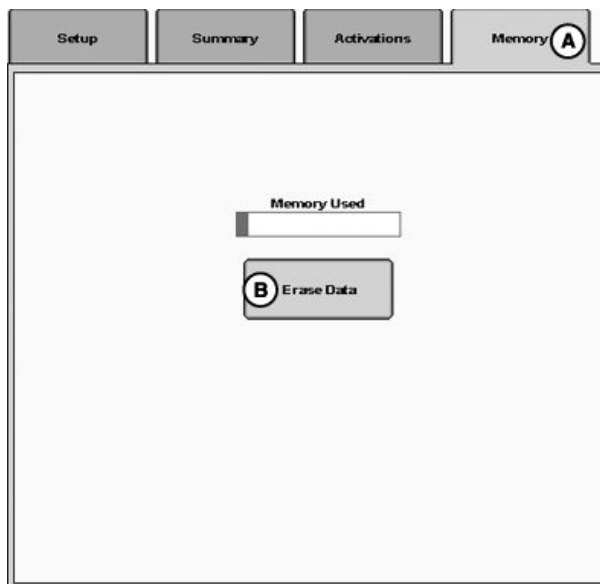 Setup
Summary
Activations
Memory A
Memory Used
B Erase Data